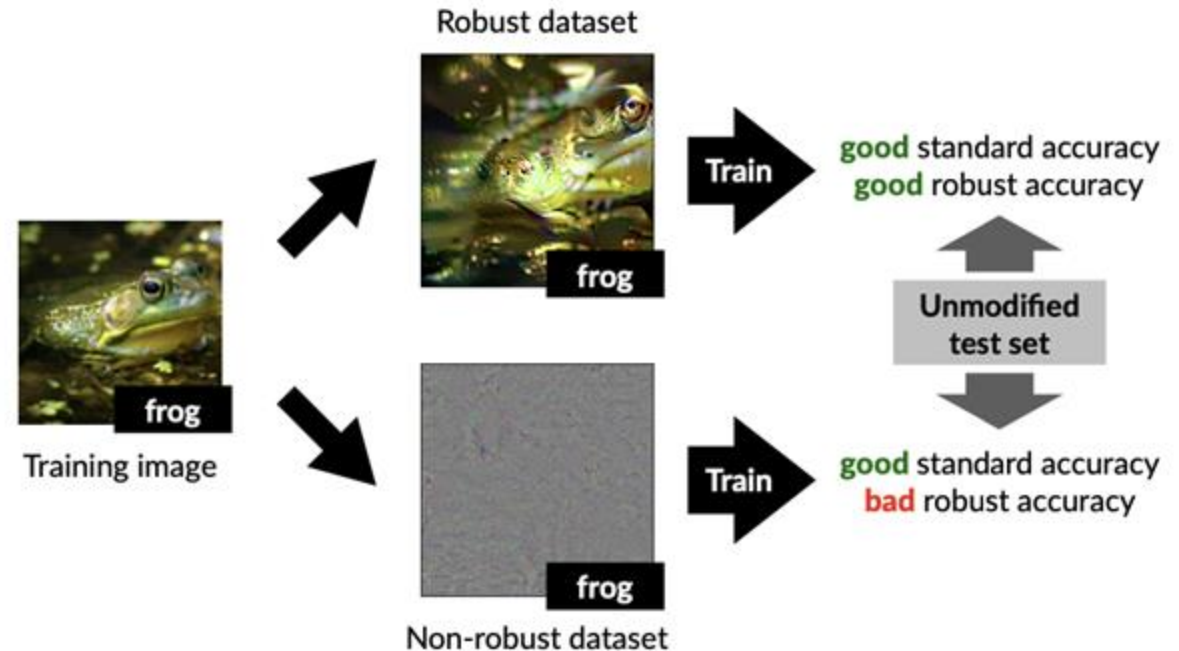 Robust dataset
frog
Train
good standard accuracy
good robust accuracy
frog
Training image
Unmodified
test set
frog
Train
good standard accuracy
bad robust accuracy
Non-robust dataset